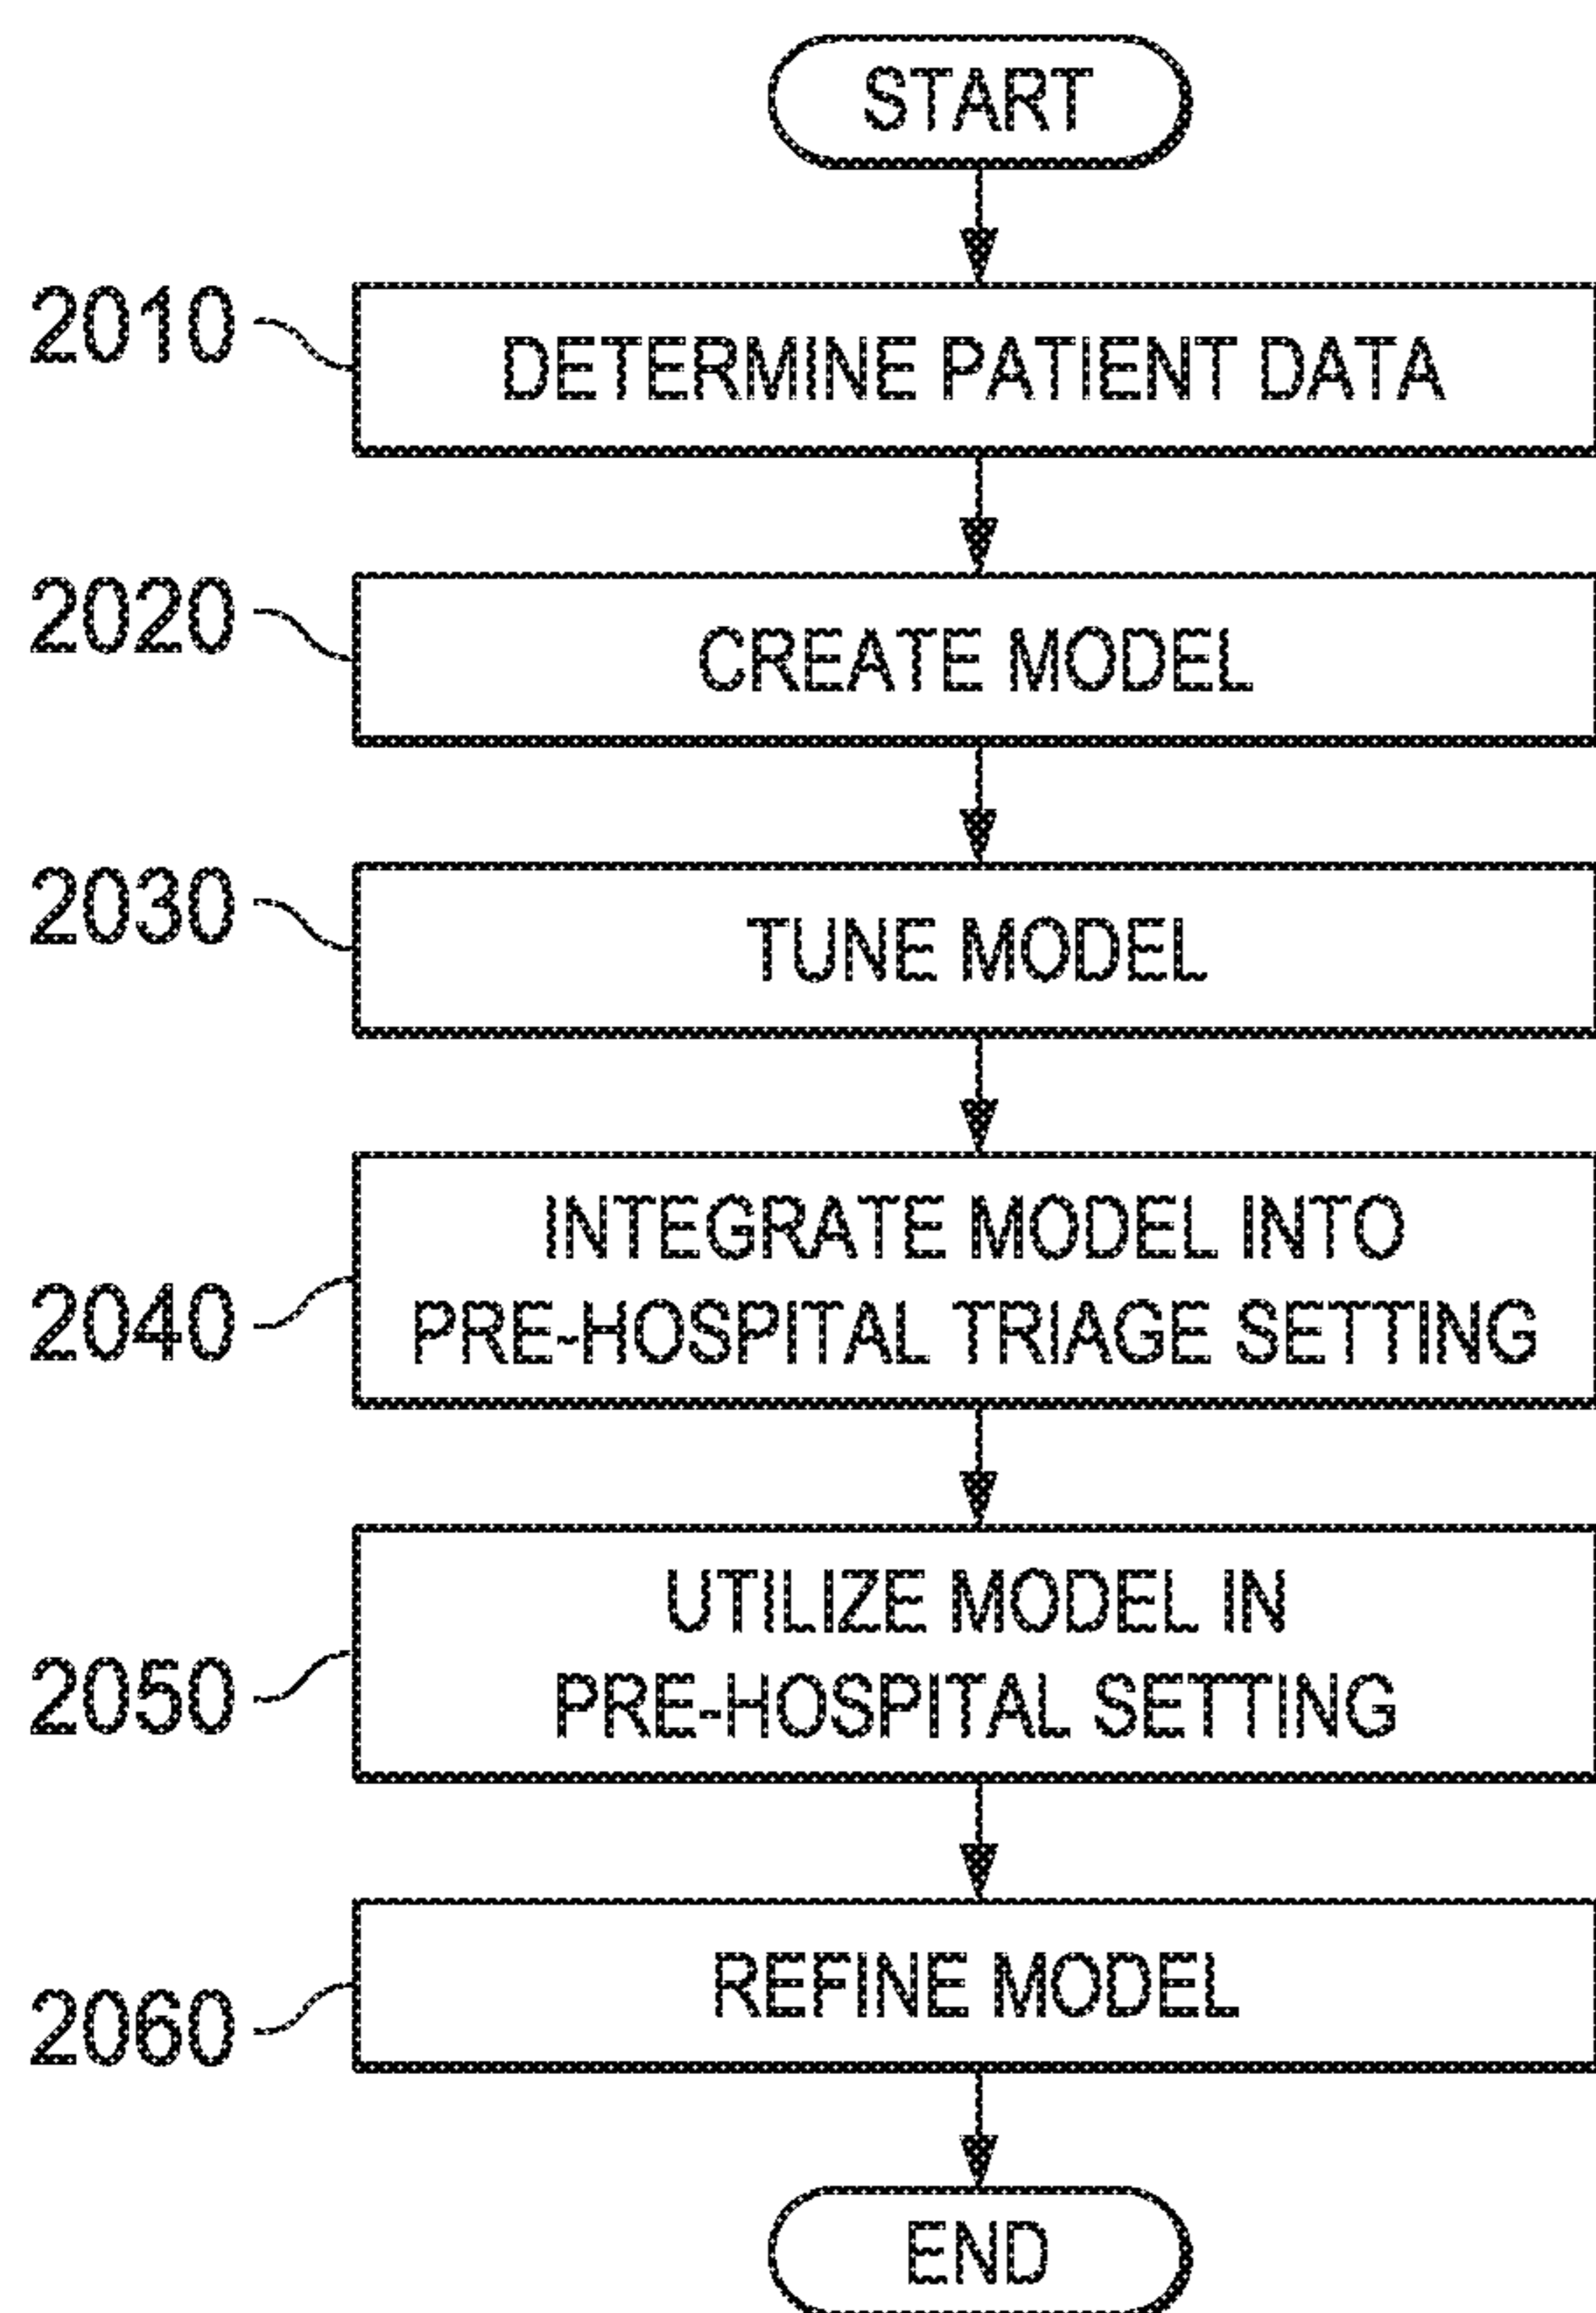 START
2010
DETERMINE PATIENT DATA
2020
CREATE MODEL
2030
TUNE MODEL
2040
INTEGRATE MODEL INTO
PRE-HOSPITAL TRIAGE SETTING
2050
UTILIZE MODEL IN
PRE-HOSPITAL SETTING
2060
REFINE MODEL
END